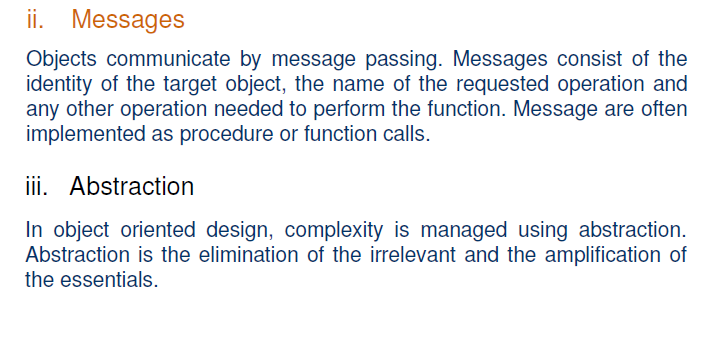 ii. Messages
Objects communicate by message passing. Messages consist of the
identity of the target object, the name of the requested operation and
any other operation needed to perform the function. Message are often
implemented as procedure or function calls.
iii. Abstraction
In object oriented design, complexity is managed using abstraction.
Abstraction is the elimination of the irrelevant and the amplification of
the essentials.